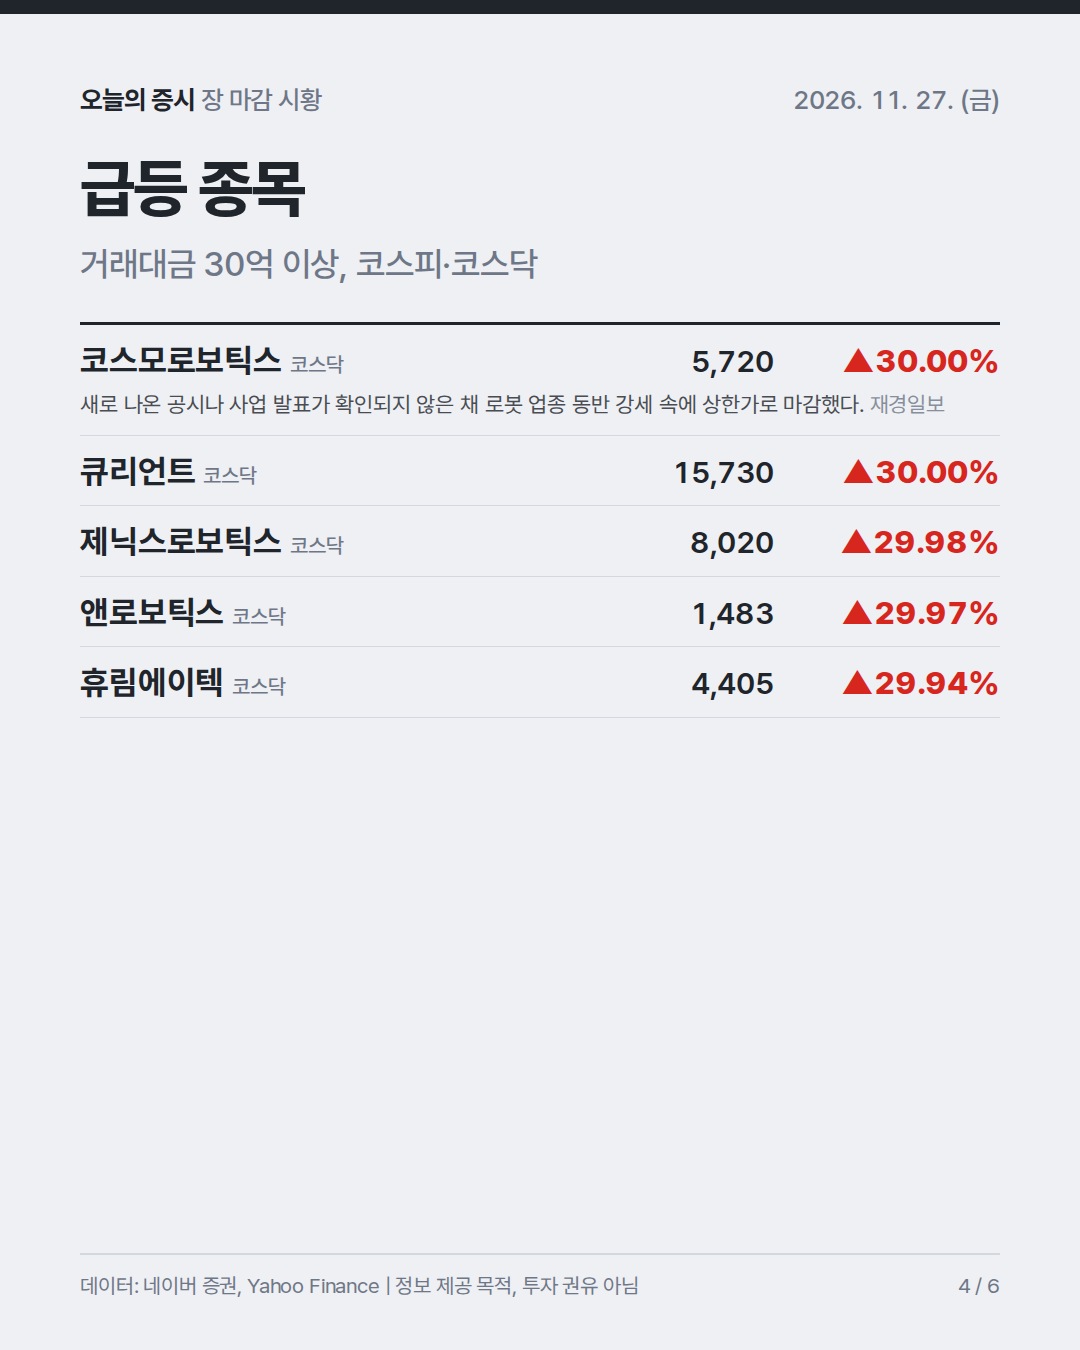 오늘의 증시 장 마감 시황
2026. 11. 27. (금)
급등 종목
거래대금 30억 이상, 코스피·코스닥
코스모로보틱스 코스닥 5,720 ▲30.00%
새로 나온 공시나 사업 발표가 확인되지 않은 채 로봇 업종 동반 강세 속에 상한가로 마감했다. 재경일보
큐리언트 코스닥 15,730 ▲30.00%
제닉스로보틱스 코스닥 8,020 ▲29.98%
앤로보틱스 코스닥 1,483 ▲29.97%
휴림에이텍 코스닥 4,405 ▲29.94%
데이터: 네이버 증권, Yahoo Finance | 정보 제공 목적, 투자 권유 아님
4 / 6